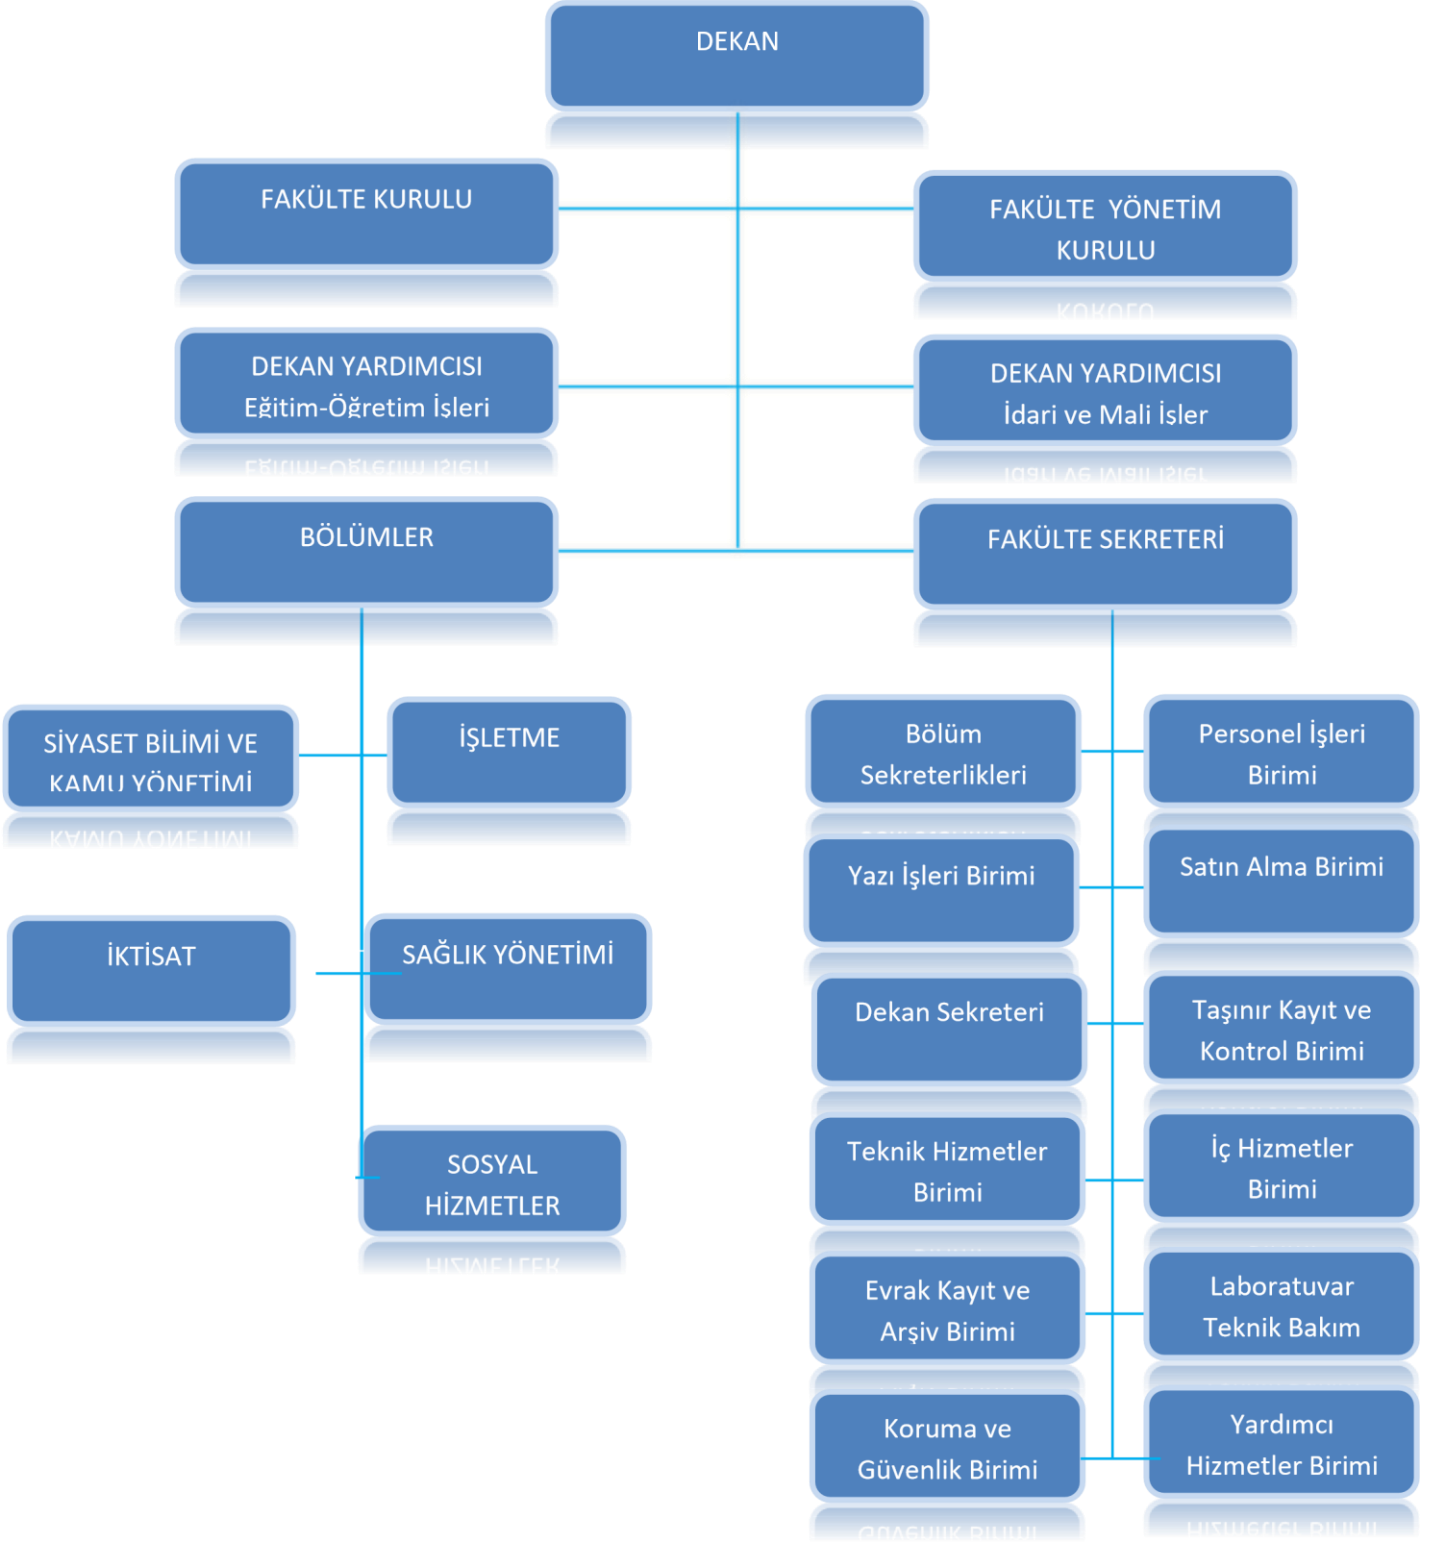 DEKAN
FAKÜLTE KURULU
FAKÜLTE  YÖNETİM
KURULU
DEKAN YARDIMCISI
Eğitim-Öğretim İşleri
DEKAN YARDIMCISI
İdari ve Mali İşler
BÖLÜMLER
FAKÜLTE SEKRETERİ
SİYASET BİLİMİ VE
KAMU YÖNETİMİ
İŞLETME
İKTİSAT
SAĞLIK YÖNETİMİ
SOSYAL
HİZMETLER
Bölüm
Sekreterlikleri
Personel İşleri
Birimi
Yazı İşleri Birimi
Satın Alma Birimi
Dekan Sekreteri
Taşınır Kayıt ve
Kontrol Birimi
Teknik Hizmetler
Birimi
İç Hizmetler
Birimi
Evrak Kayıt ve
Arşiv Birimi
Laboratuvar
Teknik Bakım
Koruma ve
Güvenlik Birimi
Yardımcı
Hizmetler Birimi